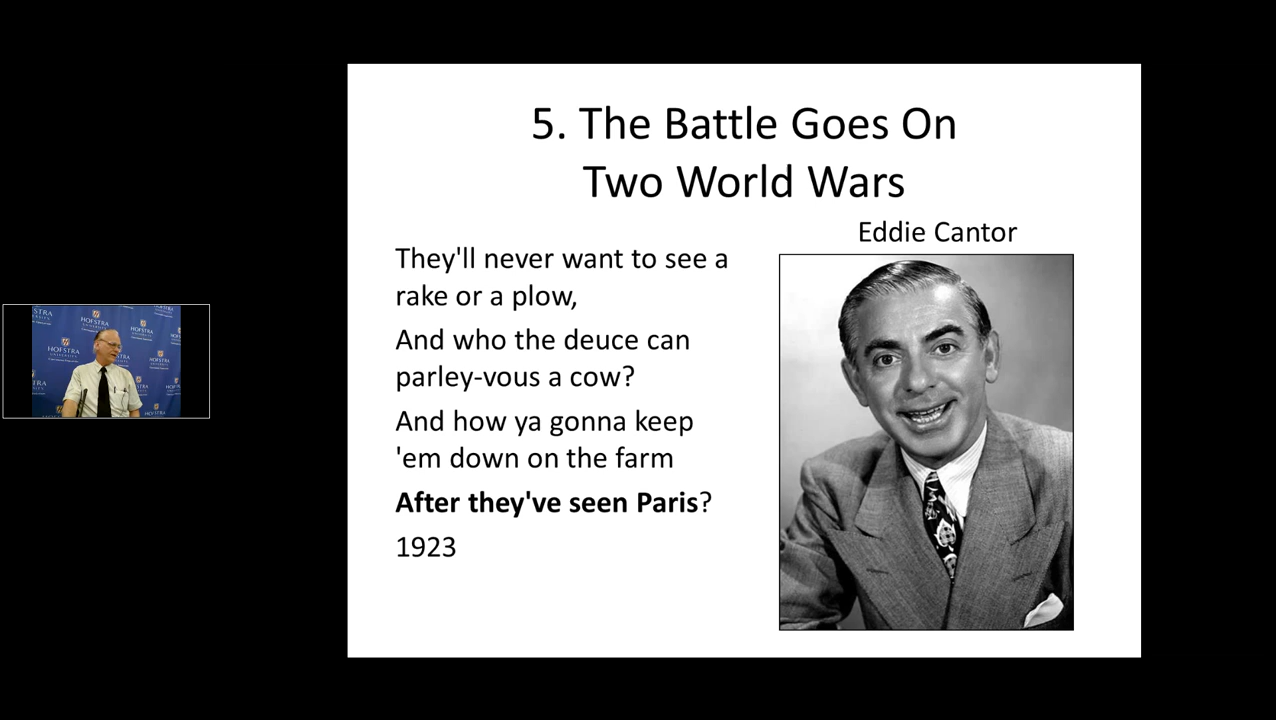 5. The Battle Goes On
Two World Wars
Eddie Cantor
They'll never want to see a
rake or a plow,
And who the deuce can
parley-vous a cow?
And how ya gonna keep
'em down on the farm
After they've seen Paris?
1923
HOFSTRA
UNIVERSITY